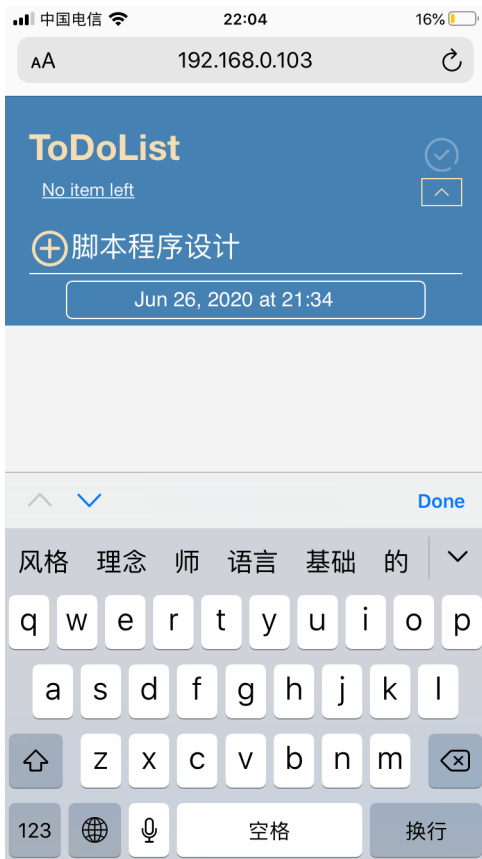 中国电信 22:04 16%
AA 192.168.0.103
ToDoList
No item left
脚本程序设计
Jun 26, 2020 at 21:34
Done
风格 理念 师 语言 基础 的
q w e r t y u i o p
a s d f g h j k l
z x c v b n m
123 空格 换行